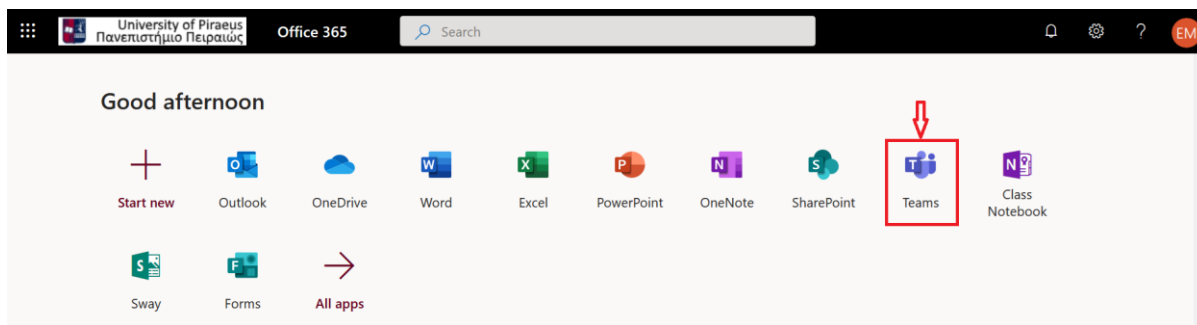 University of Piraeus
Πανεπιστήμιο Πειραιώς
Office 365
Search
?
EM
Good afternoon
Start new
Outlook
OneDrive
Word
Excel
PowerPoint
OneNote
SharePoint
Teams
Class
Notebook
Sway
Forms
All apps